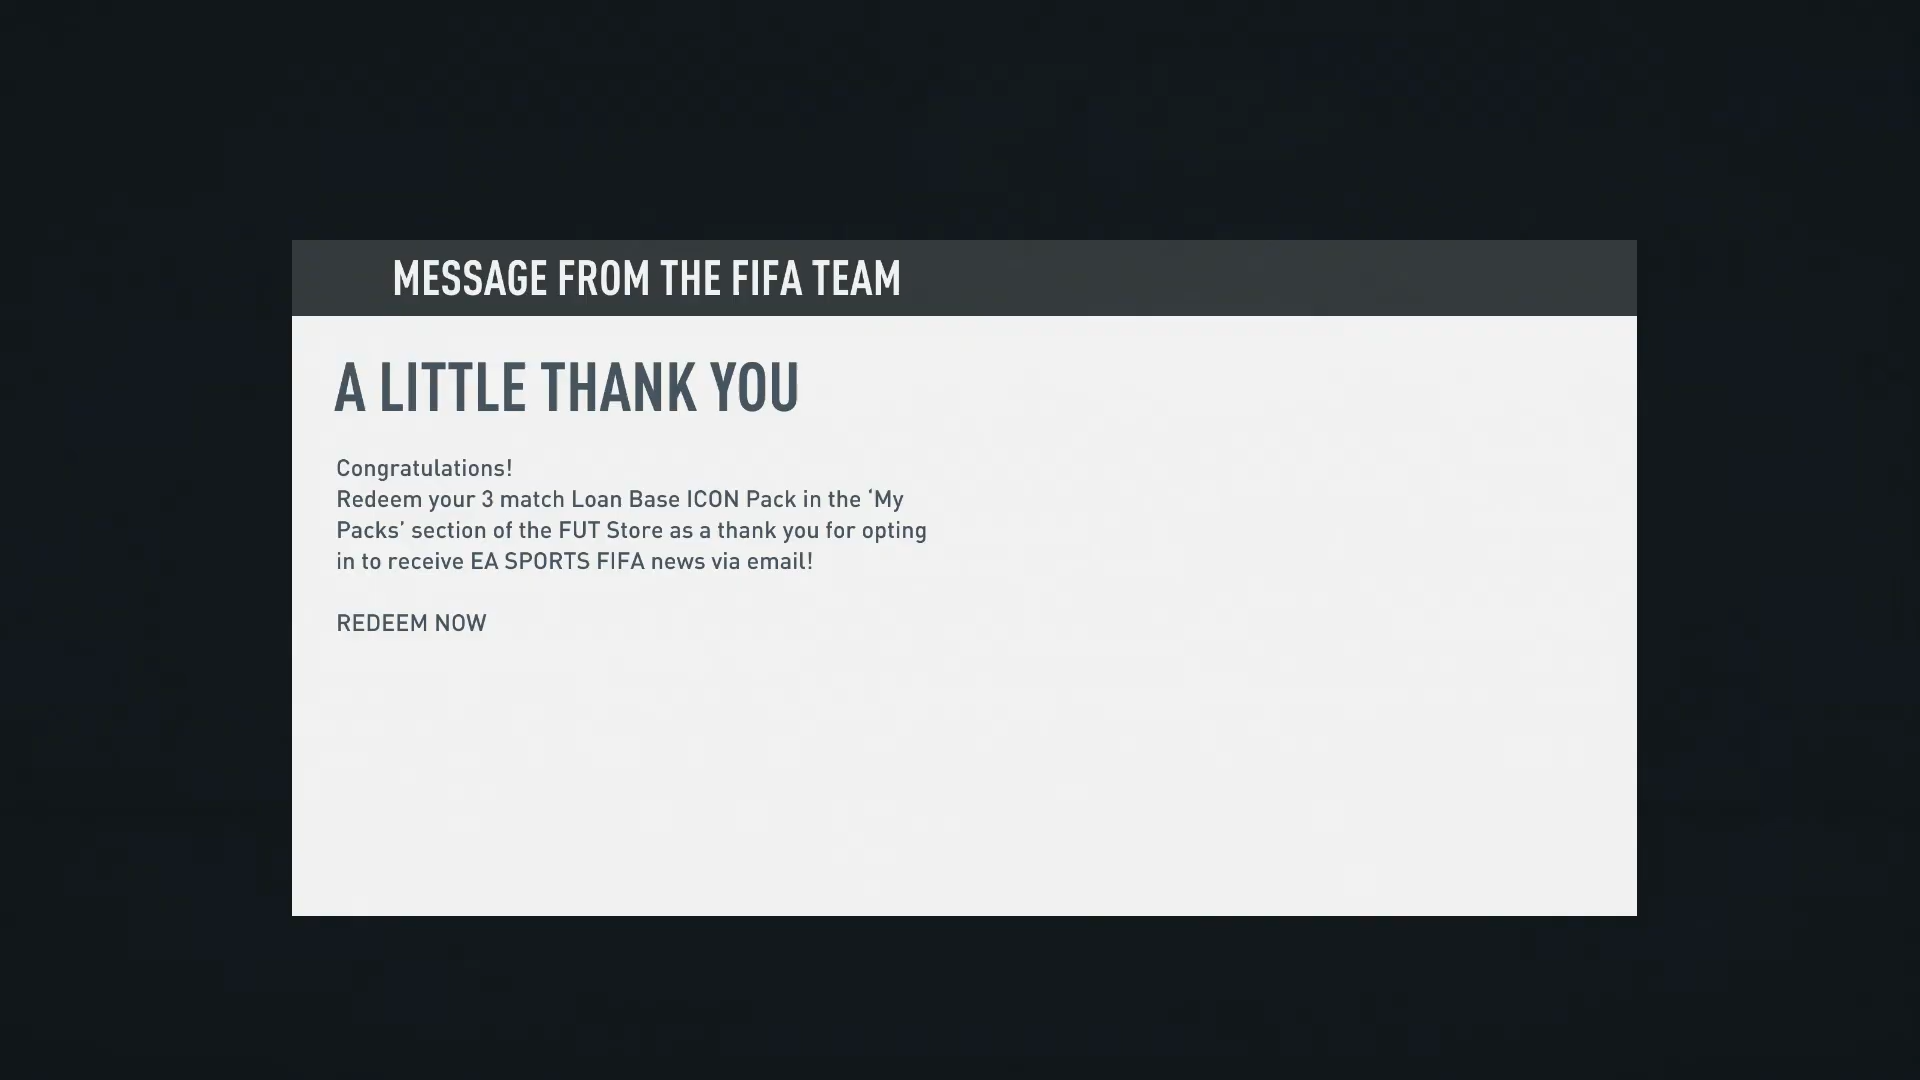 MESSAGE FROM THE FIFA TEAM
A LITTLE THANK YOU
Congratulations!
Redeem your 3 match Loan Base ICON Pack in the ‘My
Packs’ section of the FUT Store as a thank you for opting
in to receive EA SPORTS FIFA news via email!
REDEEM NOW